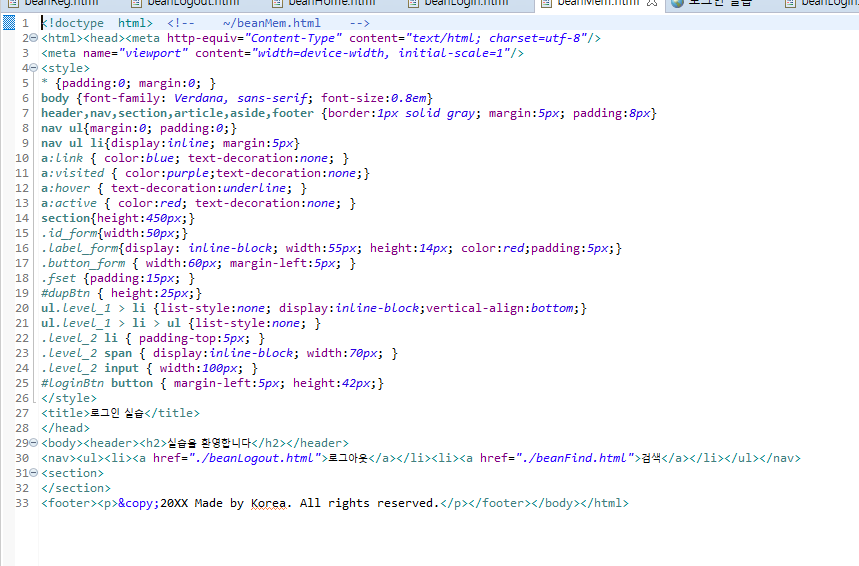 beanReg.html beanLogout.html beanHome.html beanLogin.html beanMem.html 로그인 실습 beanLogin.
1 <!doctype html> <!-- ~/beanMem.html -->
2 <html><head><meta http-equiv="Content-Type" content="text/html; charset=utf-8"/>
3 <meta name="viewport" content="width=device-width, initial-scale=1"/>
4 <style>
5 * {padding:0; margin:0; }
6 body {font-family: Verdana, sans-serif; font-size:0.8em}
7 header,nav,section,article,aside,footer {border:1px solid gray; margin:5px; padding:8px}
8 nav ul{margin:0; padding:0;}
9 nav ul li{display:inline; margin:5px}
10 a:link { color:blue; text-decoration:none; }
11 a:visited { color:purple;text-decoration:none;}
12 a:hover { text-decoration:underline; }
13 a:active { color:red; text-decoration:none; }
14 section{height:450px;}
15 .id_form{width:50px;}
16 .label_form{display: inline-block; width:55px; height:14px; color:red;padding:5px;}
17 .button_form { width:60px; margin-left:5px; }
18 .fset {padding:15px; }
19 #dupBtn { height:25px;}
20 ul.level_1 > li {list-style:none; display:inline-block;vertical-align:bottom;}
21 ul.level_1 > li > ul {list-style:none; }
22 .level_2 li { padding-top:5px; }
23 .level_2 span { display:inline-block; width:70px; }
24 .level_2 input { width:100px; }
25 #loginBtn button { margin-left:5px; height:42px;}
26 </style>
27 <title>로그인 실습</title>
28 </head>
29 <body><header><h2>실습을 환영합니다</h2></header>
30 <nav><ul><li><a href="./beanLogout.html">로그아웃</a></li><li><a href="./beanFind.html">검색</a></li></ul></nav>
31 <section>
32 </section>
33 <footer><p>&copy;20XX Made by Korea. All rights reserved.</p></footer></body></html>